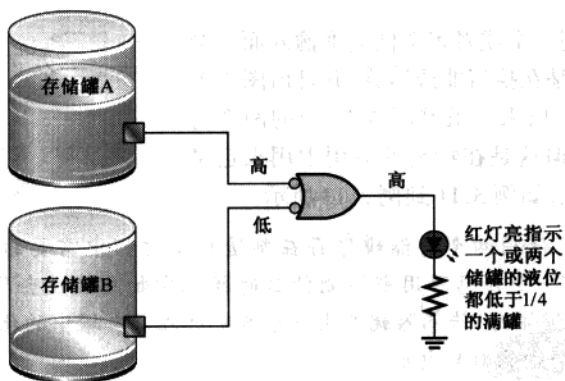 存储罐A
高
高
低
红灯亮指示
一个或两个
储罐的液位
都低于1/4
的满罐
存储罐B